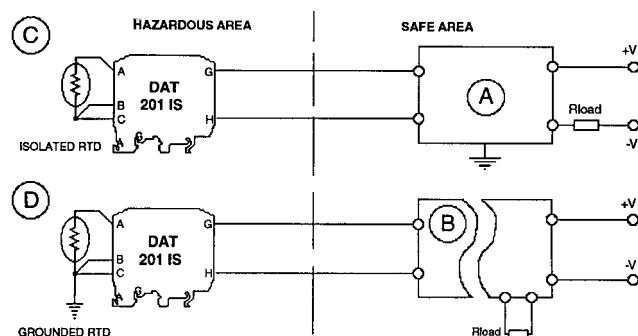 HAZARDOUS AREA
SAFE AREA
C
A
B
C
A
G
DAT
201 IS
G
H
ISOLATED RTD
A
+V
Rload
-V
D
A
B
C
A
G
DAT
201 IS
G
H
GROUNDED RTD
B
+V
-V
Rload